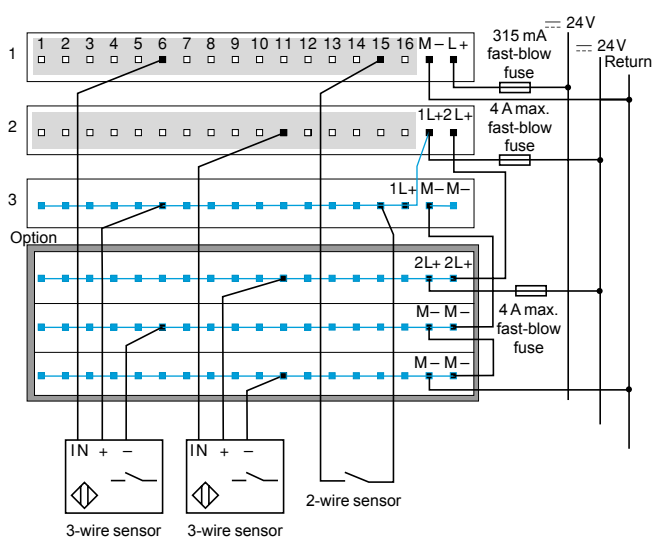 24V
315 mA
fast-blow
fuse
24V
Return
1
1 2 3 4 5 6 7 8 9 10 11 12 13 14 15 16 M– L+
4 A max.
fast-blow
fuse
2
1L+ 2L+
3
1L+ M– M–
Option
2L+ 2L+
4 A max.
fast-blow
fuse
M– M–
M– M–
IN + –
IN + –
2-wire sensor
3-wire sensor
3-wire sensor